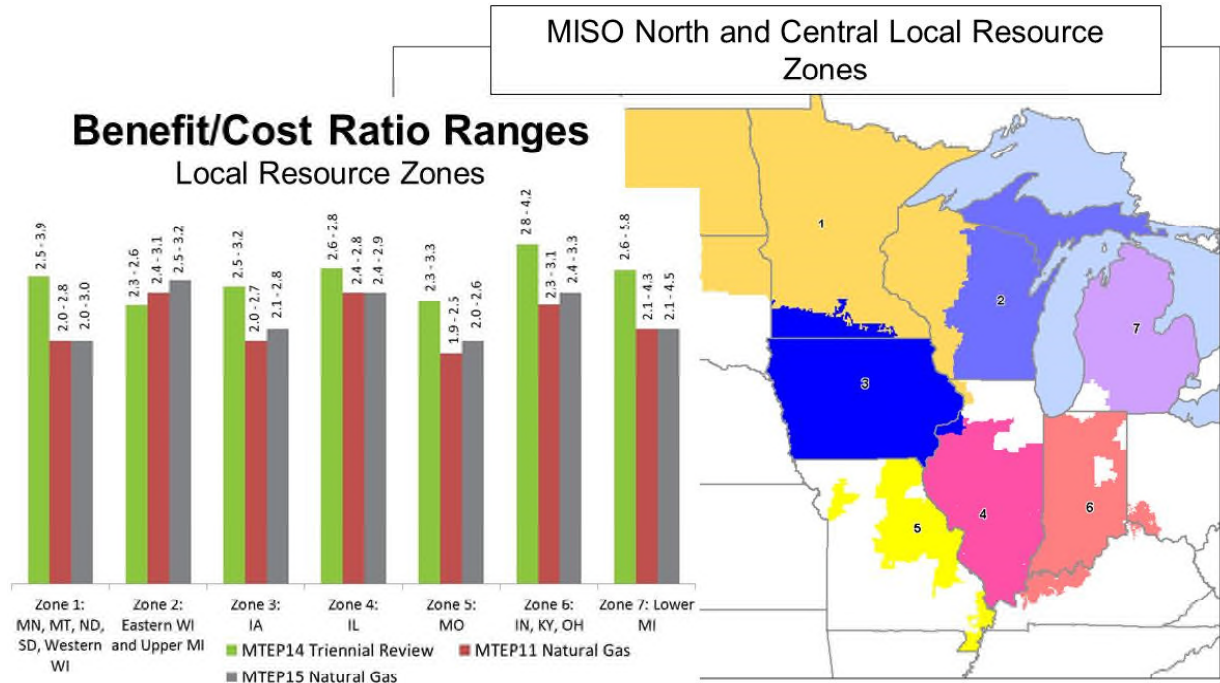 MISO North and Central Local Resource
Zones
Benefit/Cost Ratio Ranges
Local Resource Zones
2.5 - 3.9
2.0 - 2.8
2.0 - 3.0
2.3 - 2.6
2.4 - 3.1
2.5 - 3.2
2.5 - 3.2
2.0 - 2.7
2.1 - 2.8
2.6 - 2.8
2.4 - 2.8
2.4 - 2.9
2.3 - 3.3
1.9 - 2.5
2.0 - 2.6
2.8 - 4.2
2.3 - 3.1
2.4 - 3.3
2.6 - 5.8
2.1 - 4.3
2.1 - 4.5
Zone 1:
MN, MT, ND,
SD, Western
WI
Zone 2:
Eastern WI
and Upper MI
Zone 3:
IA
Zone 4:
IL
Zone 5:
MO
Zone 6:
IN, KY, OH
Zone 7: Lower
MI
MTEP14 Triennial Review
MTEP11 Natural Gas
MTEP15 Natural Gas
1
2
7
3
4
6
5